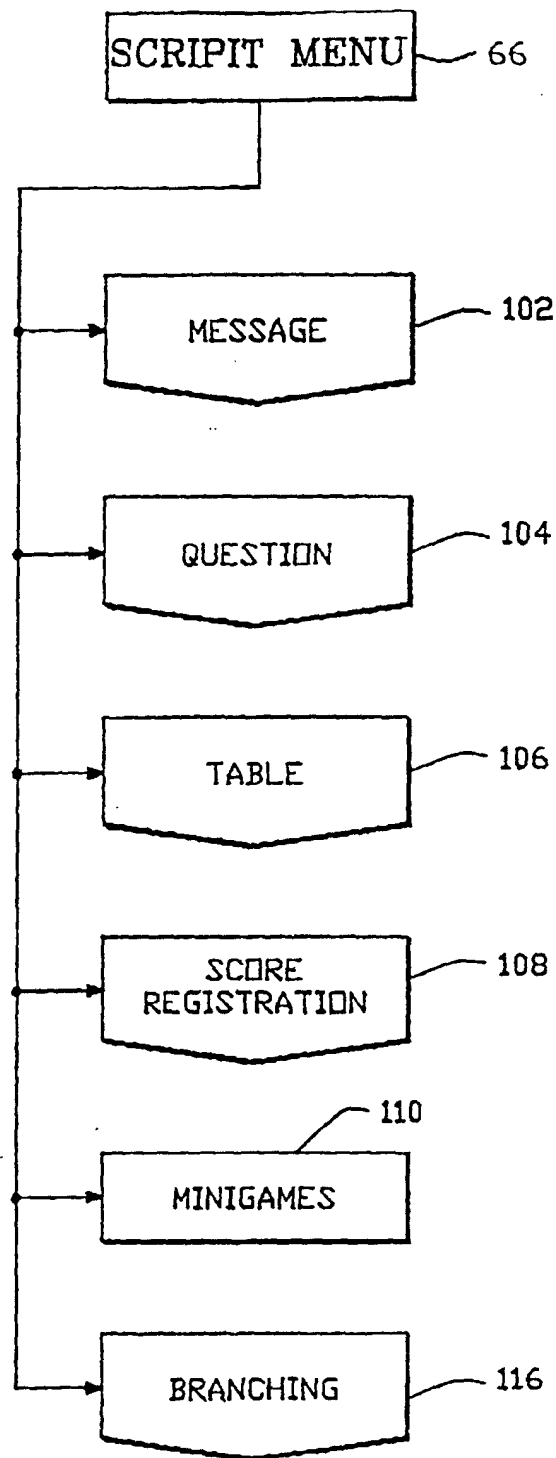 SCRIPIT MENU
66
MESSAGE
102
QUESTION
104
TABLE
106
SCORE
REGISTRATION
108
110
MINIGAMES
BRANCHING
116